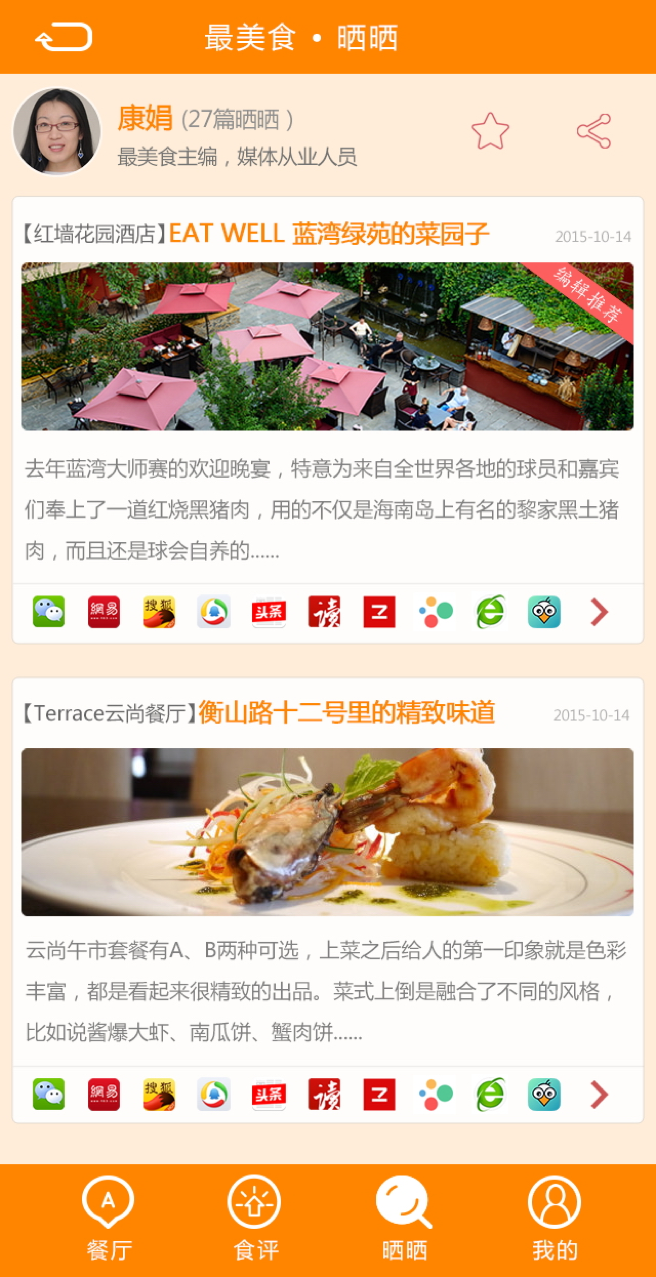 最美食 • 晒晒
康娟 (27篇晒晒 )
最美食主编，媒体从业人员
【红墙花园酒店】EAT WELL 蓝湾绿苑的菜园子
2015-10-14
编辑推荐
去年蓝湾大师赛的欢迎晚宴，特意为来自全世界各地的球员和嘉宾
们奉上了一道红烧黑猪肉，用的不仅是海南岛上有名的黎家黑土猪
肉，而且还是球会自养的......
網易
搜狐
头条
读
【Terrace云尚餐厅】衡山路十二号里的精致味道
2015-10-14
云尚午市套餐有A、B两种可选，上菜之后给人的第一印象就是色彩
丰富，都是看起来很精致的出品。菜式上倒是融合了不同的风格，
比如说酱爆大虾、南瓜饼、蟹肉饼......
網易
搜狐
头条
读
A
餐厅
食评
晒晒
我的